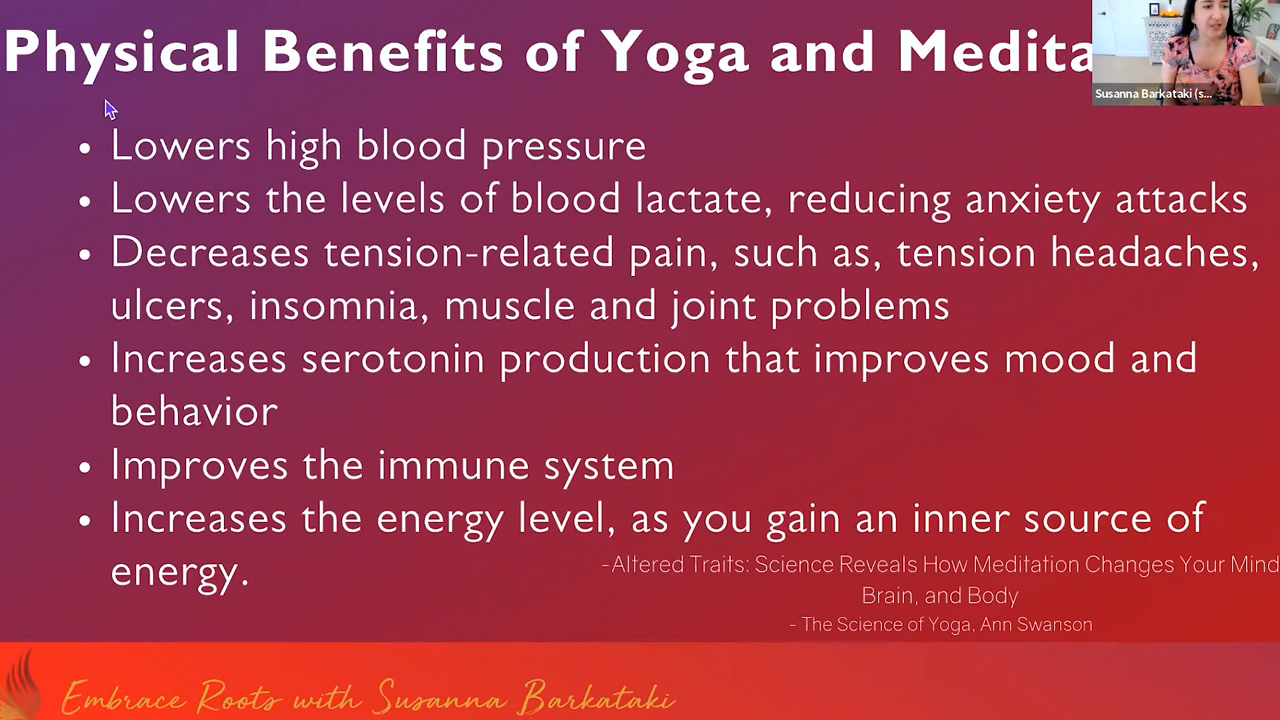 Physical Benefits of Yoga and Medita
Susanna Barkataki (s...
• Lowers high blood pressure
• Lowers the levels of blood lactate, reducing anxiety attacks
• Decreases tension-related pain, such as, tension headaches,
ulcers, insomnia, muscle and joint problems
• Increases serotonin production that improves mood and
behavior
• Improves the immune system
• Increases the energy level, as you gain an inner source of
energy.
-Altered Traits: Science Reveals How Meditation Changes Your Mind
Brain, and Body
- The Science of Yoga, Ann Swanson
Embrace Roots with Susanna Barkataki